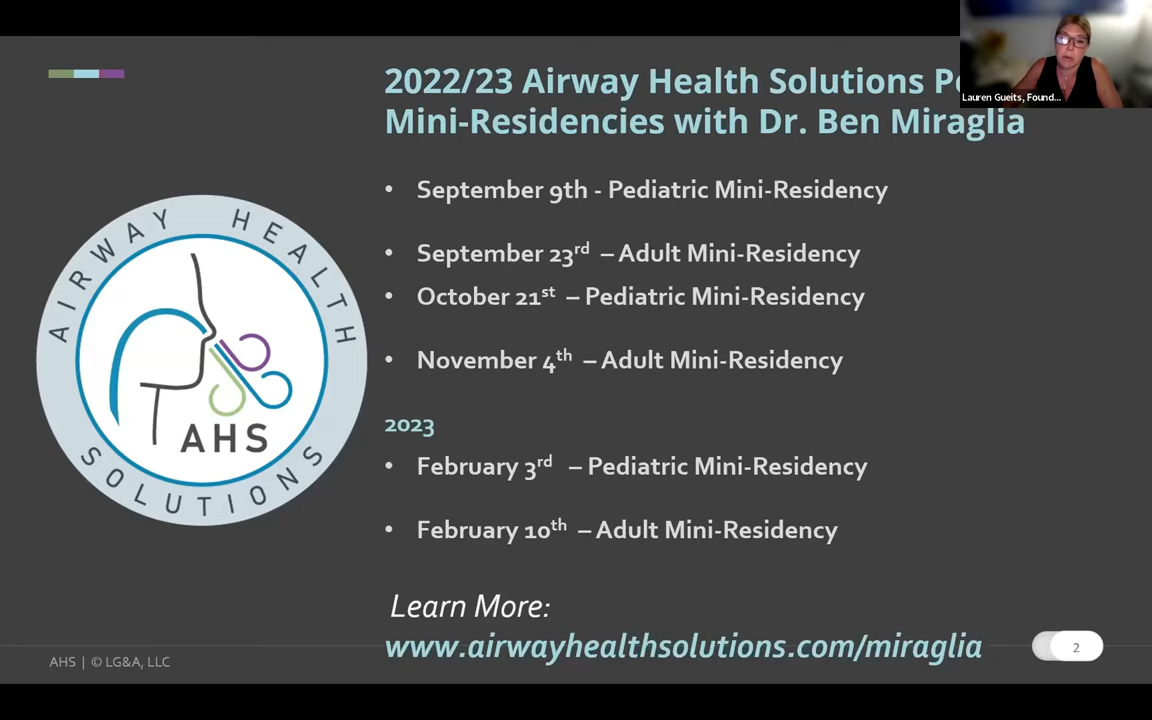 2022/23 Airway Health Solutions
Mini-Residencies with Dr. Ben Miraglia
Lauren Gueits, Found...
• September 9th - Pediatric Mini-Residency
• September 23rd – Adult Mini-Residency
• October 21st – Pediatric Mini-Residency
• November 4th – Adult Mini-Residency
2023
• February 3rd – Pediatric Mini-Residency
• February 10th – Adult Mini-Residency
Learn More:
www.airwayhealthsolutions.com/miraglia
AIRWAY HEALTH
AHS
SOLUTIONS
AHS | © LG&A, LLC
2